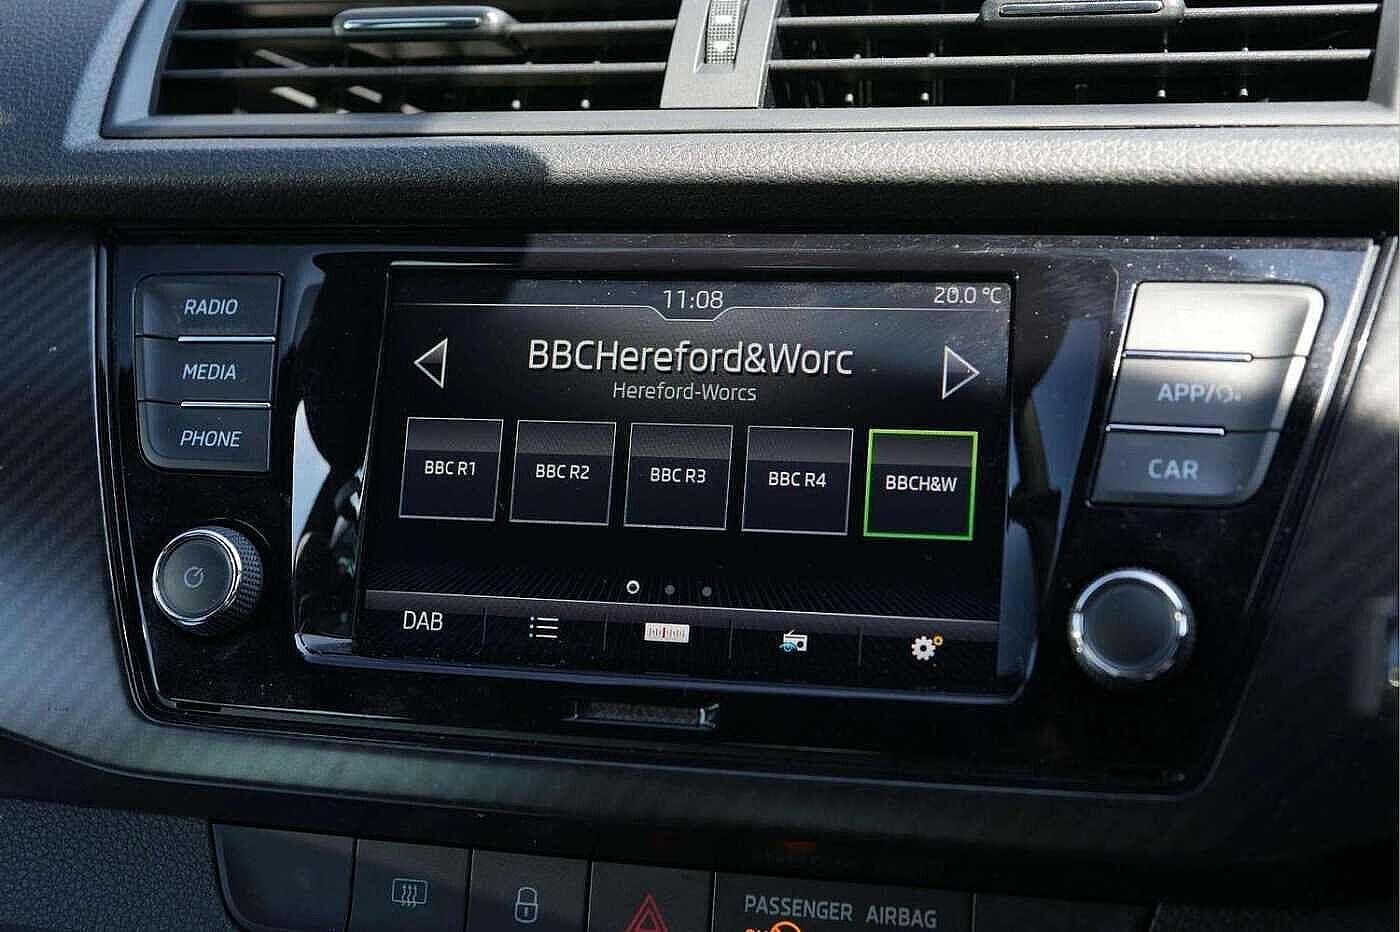 11:08
20.0 °C
BBCHereford&Worc
Hereford-Worcs
RADIO
MEDIA
PHONE
BBC R1
BBC R2
BBC R3
BBC R4
BBCH&W
APP/
CAR
DAB
PASSENGER AIRBAG